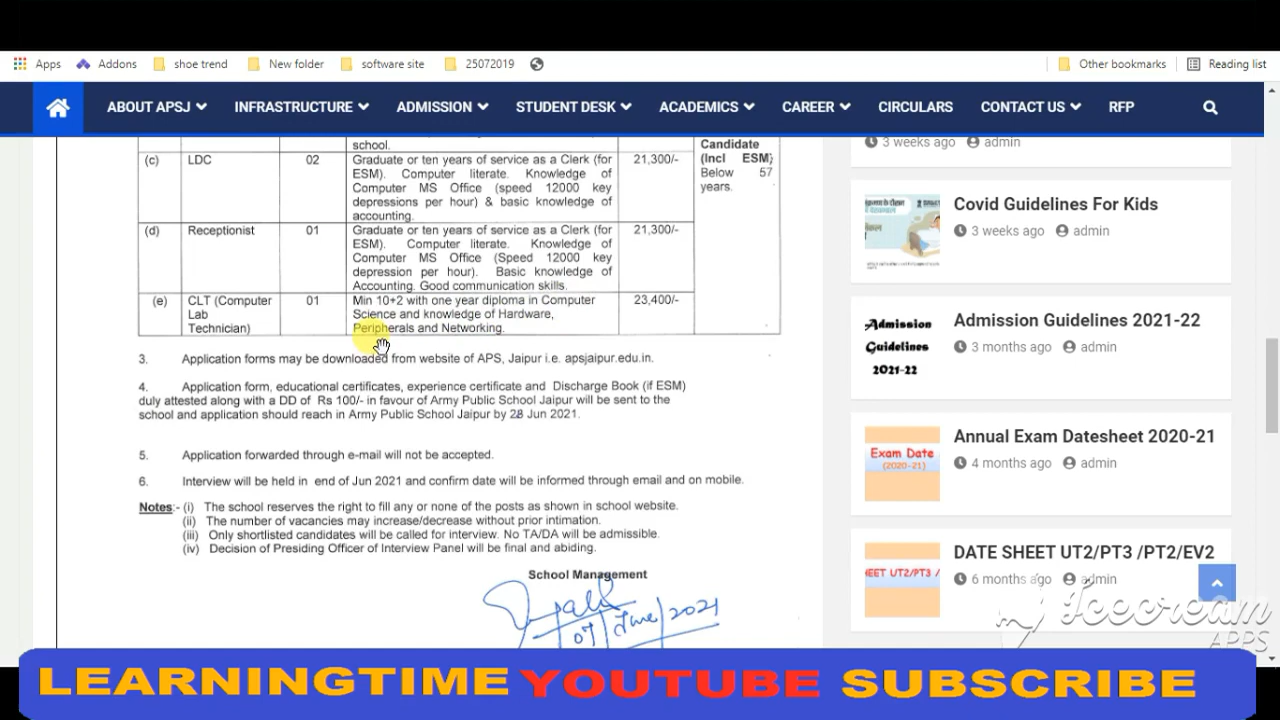 Apps Addons shoe trend New folder software site 25072019 Other bookmarks Reading list
ABOUT APSJ INFRASTRUCTURE ADMISSION STUDENT DESK ACADEMICS CAREER CIRCULARS CONTACT US RFP
school.
(c) LDC 02 Graduate or ten years of service as a Clerk (for 21,300/-
ESM). Computer literate. Knowledge of
Computer MS Office (speed 12000 key
depressions per hour) & basic knowledge of
accounting.
(d) Receptionist 01 Graduate or ten years of service as a Clerk (for 21,300/-
ESM). Computer literate. Knowledge of
Computer MS Office (Speed 12000 key
depression per hour). Basic knowledge of
Accounting. Good communication skills.
(e) CLT (Computer 01 Min 10+2 with one year diploma in Computer 23,400/-
Lab Science and knowledge of Hardware,
Technician) Peripherals and Networking.
Candidate
(Incl ESM)
Below 57
years.
3. Application forms may be downloaded from website of APS, Jaipur i.e. apsjaipur.edu.in.
4. Application form, educational certificates, experience certificate and Discharge Book (if ESM)
duly attested along with a DD of Rs 100/- in favour of Army Public School Jaipur will be sent to the
school and application should reach in Army Public School Jaipur by 28 Jun 2021.
5. Application forwarded through e-mail will not be accepted.
6. Interview will be held in end of Jun 2021 and confirm date will be informed through email and on mobile.
Notes:- (i) The school reserves the right to fill any or none of the posts as shown in school website.
(ii) The number of vacancies may increase/decrease without prior intimation.
(iii) Only shortlisted candidates will be called for interview. No TA/DA will be admissible.
(iv) Decision of Presiding Officer of Interview Panel will be final and abiding.
School Management
07 June 2021
3 weeks ago admin
Covid Guidelines For Kids
3 weeks ago admin
Admission
Guidelines
2021-22
Admission Guidelines 2021-22
3 months ago admin
Exam Date
(2020-21)
Annual Exam Datesheet 2020-21
4 months ago admin
EET UT2/PT3 /
DATE SHEET UT2/PT3 /PT2/EV2
6 months ago admin
Icecream
APPS
LEARNINGTIME YOUTUBE SUBSCRIBE